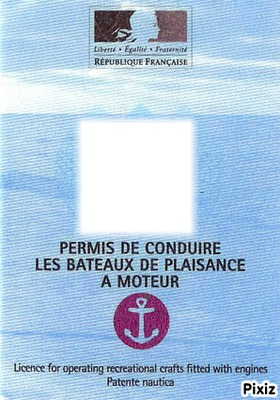 Liberté • Égalité • Fraternité
RÉPUBLIQUE FRANÇAISE
PERMIS DE CONDUIRE
LES BATEAUX DE PLAISANCE
A MOTEUR
Licence for operating recreational crafts fitted with engines
Patente nautica
Pixiz